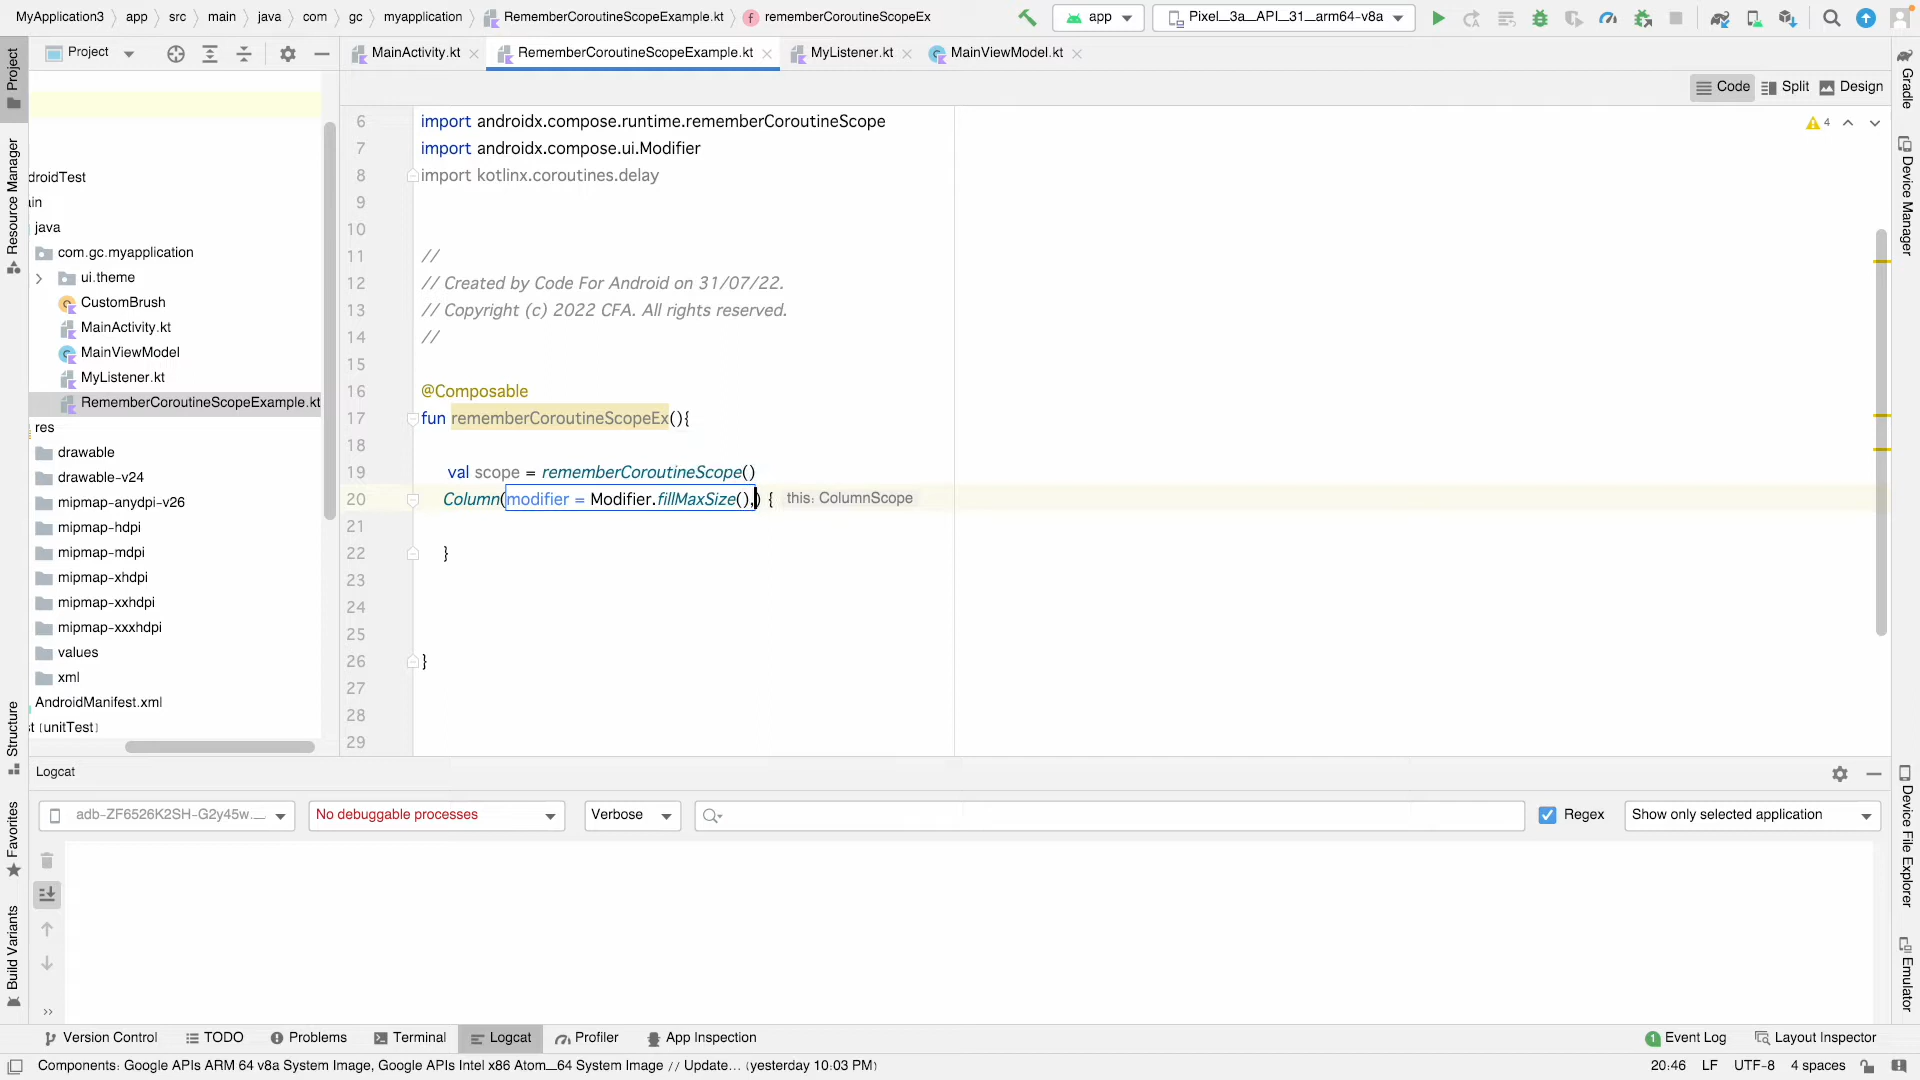 MyApplication3 app src main java com gc myapplication RememberCoroutineScopeExample.kt rememberCoroutineScopeEx
app Pixel_3a_API_31_arm64-v8a
Project
MainActivity.kt RememberCoroutineScopeExample.kt MyListener.kt MainViewModel.kt
Code Split Design
4
Project
Resource Manager
Structure
Favorites
Build Variants
droidTest
in
java
com.gc.myapplication
ui.theme
CustomBrush
MainActivity.kt
MainViewModel
MyListener.kt
RememberCoroutineScopeExample.kt
res
drawable
drawable-v24
mipmap-anydpi-v26
mipmap-hdpi
mipmap-mdpi
mipmap-xhdpi
mipmap-xxhdpi
mipmap-xxxhdpi
values
xml
AndroidManifest.xml
t [unitTest]
6 import androidx.compose.runtime.rememberCoroutineScope
7 import androidx.compose.ui.Modifier
8 import kotlinx.coroutines.delay
9
10
11 //
12 // Created by Code For Android on 31/07/22.
13 // Copyright (c) 2022 CFA. All rights reserved.
14 //
15
16 @Composable
17 fun rememberCoroutineScopeEx(){
18
19 val scope = rememberCoroutineScope()
20 Column(modifier = Modifier.fillMaxSize(),) { this: ColumnScope
21
22 }
23
24
25
26 }
27
28
29
Gradle
Device Manager
Device File Explorer
Emulator
Logcat
adb-ZF6526K2SH-G2y45w.__ No debuggable processes Verbose Regex Show only selected application
Version Control TODO Problems Terminal Logcat Profiler App Inspection 1 Event Log Layout Inspector
Components: Google APIs ARM 64 v8a System Image, Google APIs Intel x86 Atom_64 System Image // Update... (yesterday 10:03 PM) 20:46 LF UTF-8 4 spaces